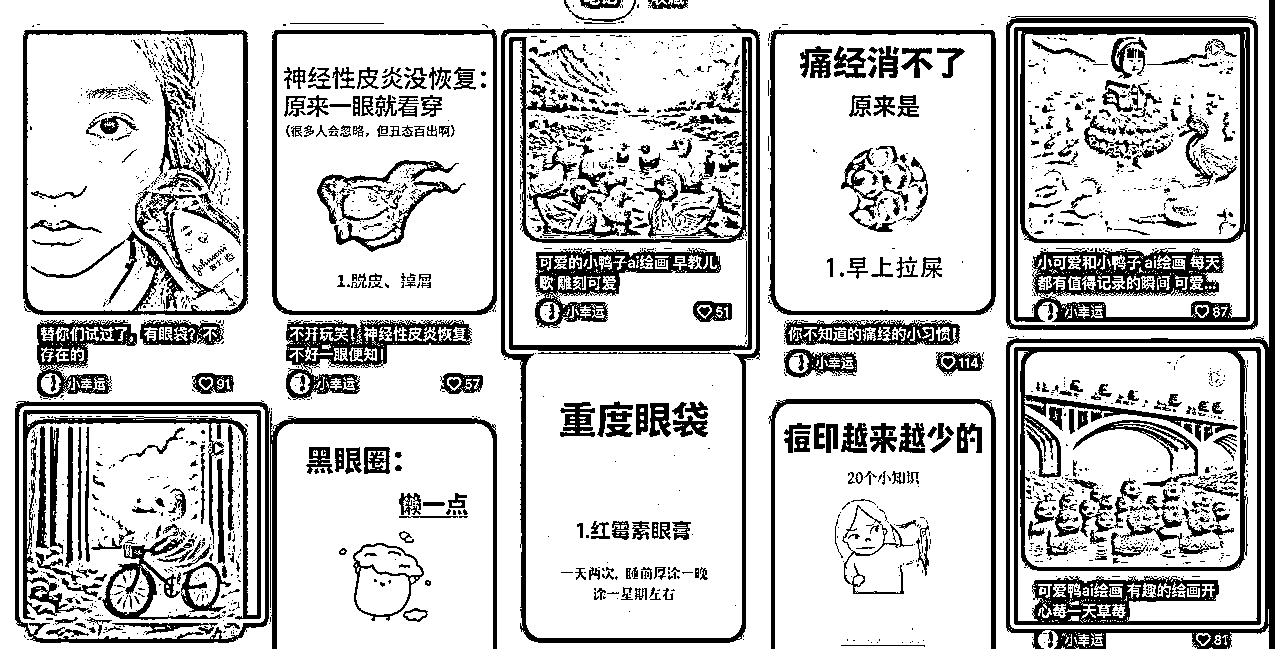 神经性皮炎没恢复：
原来一眼就看穿
（很多人会忽略，但丑态百出啊）
1.脱皮、掉屑
痛经消不了
原来是
1.早上拉屎
可爱的小鸭子ai绘画 早教儿
歌 雕刻可爱
小幸运
51
小可爱和小鸭子ai绘画 每天
都有值得记录的瞬间 可爱...
小幸运
87
替你们试过了，有眼袋？不
存在的
小幸运
91
不开玩笑！神经性皮炎恢复
不好一眼便知！
小幸运
57
你不知道的痛经的小习惯！
小幸运
114
黑眼圈：
懒一点
重度眼袋
1.红霉素眼膏
一天两次，睡前厚涂一晚
涂一星期左右
痘印越来越少的
20个小知识
可爱鸭ai绘画 有趣的绘画开
心每一天草莓
小幸运
81